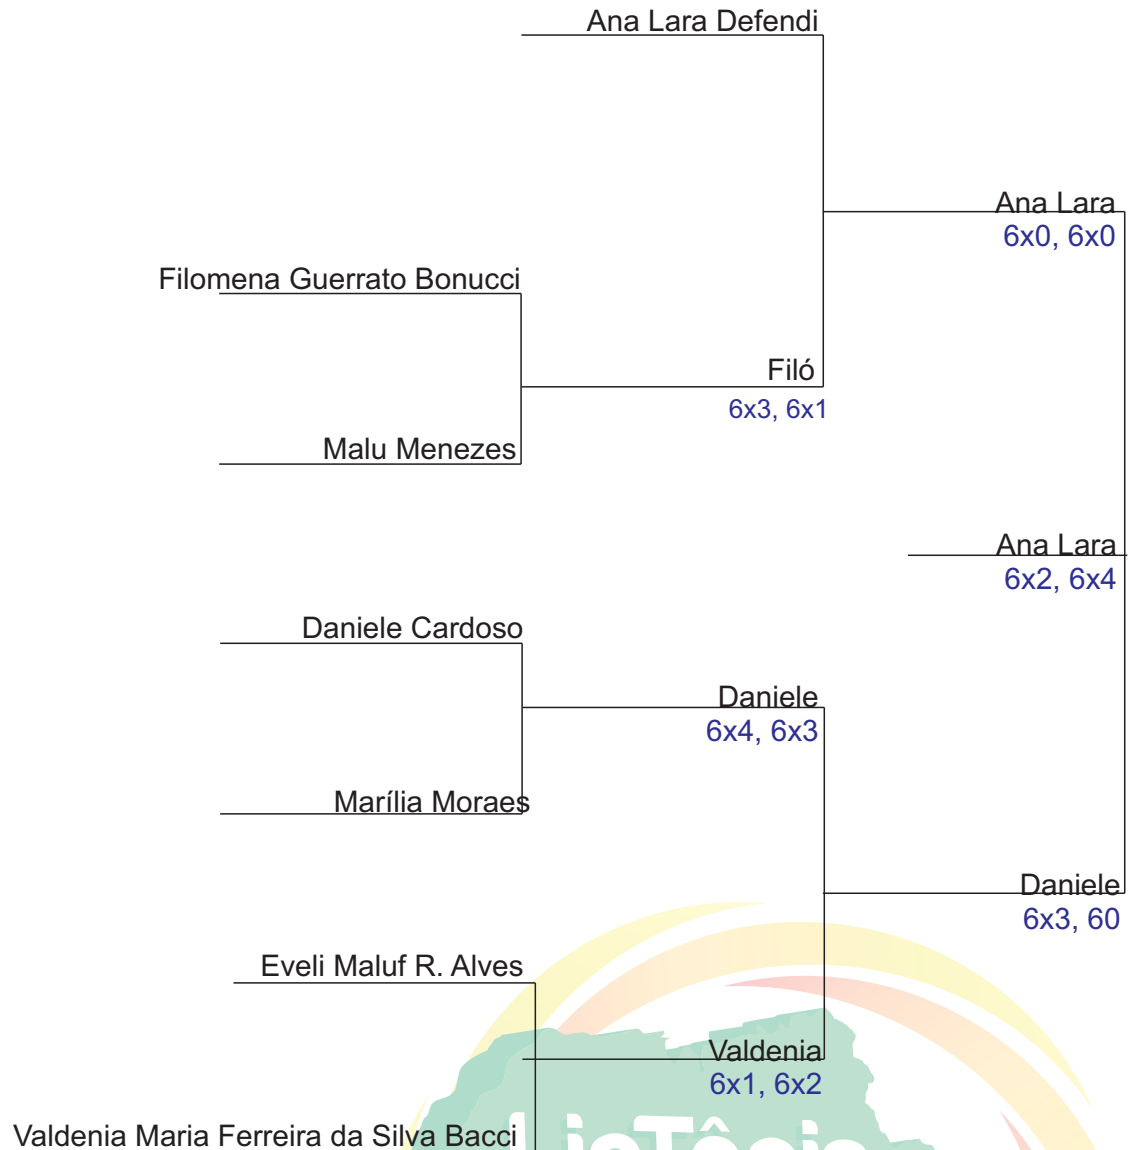 Ana Lara Defendi
Ana Lara
6x0, 6x0
Filomena Guerrato Bonucci
Filó
6x3, 6x1
Malu Menezes
Ana Lara
6x2, 6x4
Daniele Cardoso
Daniele
6x4, 6x3
Marília Moraes
Daniele
6x3, 60
Eveli Maluf R. Alves
Valdenia
6x1, 6x2
Valdenia Maria Ferreira da Silva Bacci